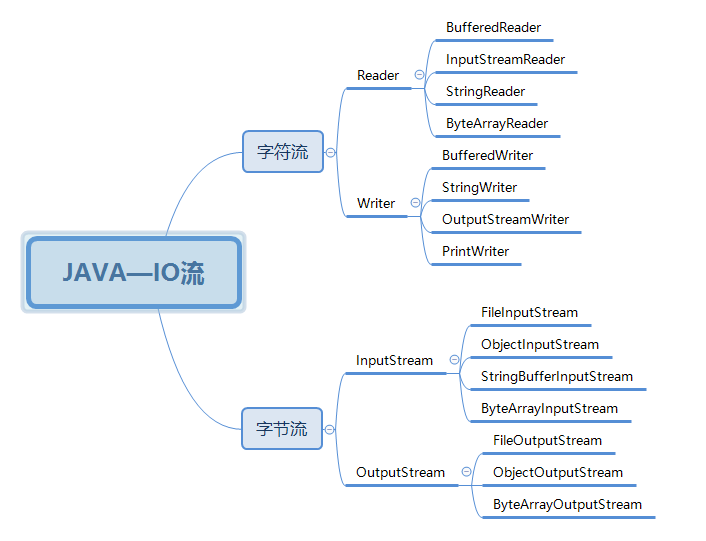 JAVA—IO流
字符流
Reader
BufferedReader
InputStreamReader
StringReader
ByteArrayReader
Writer
BufferedWriter
StringWriter
OutputStreamWriter
PrintWriter
字节流
InputStream
FileInputStream
ObjectInputStream
StringBufferInputStream
ByteArrayInputStream
OutputStream
FileOutputStream
ObjectOutputStream
ByteArrayOutputStream